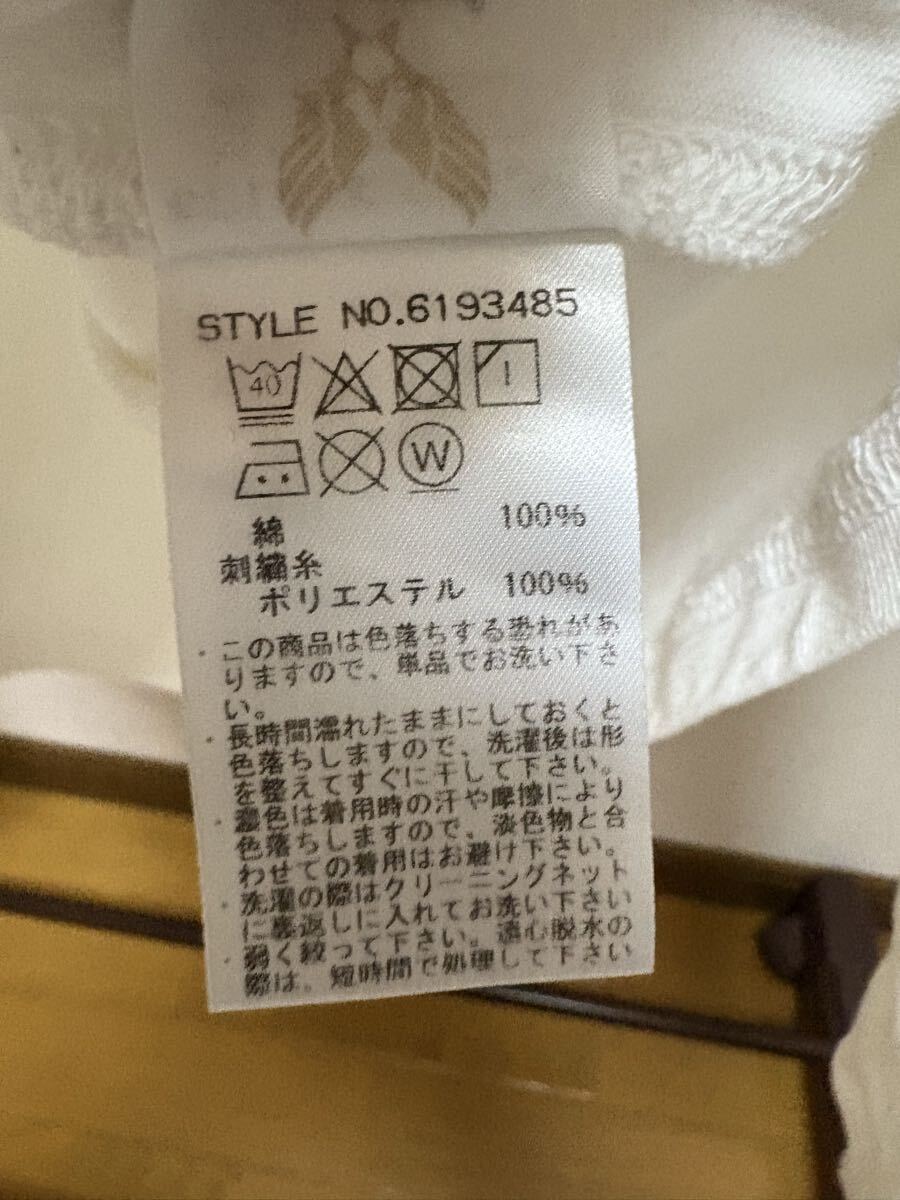 STYLE NO.6193485
40
W
綿 100%
刺繍糸
ポリエステル 100%
・この商品は色落ちする恐れがあ
りますので、単品でお洗い下さ
い。
・長時間濡れたままにしておくと
色落ちしますので、洗濯後は形
を整えてすぐに干して下さい。
・濃色は着用時の汗や摩擦により
色落ちしますので、淡色物と合
わせての着用はお避け下さい。
・洗濯の際はクリーニングネット
に裏返しに入れてお洗い下さい
・弱く絞って下さい。遠心脱水の
際は、短時間で処理して下さい